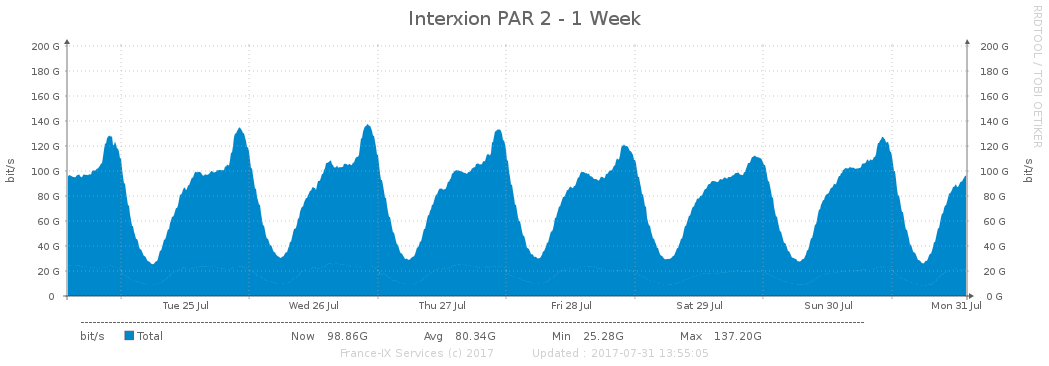 Interxion PAR 2 - 1 Week
RRDTOOL / TOBI OETIKER
bit/s
200 G 200 G
180 G 180 G
160 G 160 G
140 G 140 G
120 G 120 G
100 G 100 G
80 G 80 G
60 G 60 G
40 G 40 G
20 G 20 G
0 0 G
bit/s
Tue 25 Jul Wed 26 Jul Thu 27 Jul Fri 28 Jul Sat 29 Jul Sun 30 Jul Mon 31 Jul
bit/s Total Now 98.86G Avg 80.34G Min 25.28G Max 137.20G
France-IX Services (c) 2017 Updated : 2017-07-31 13:55:05